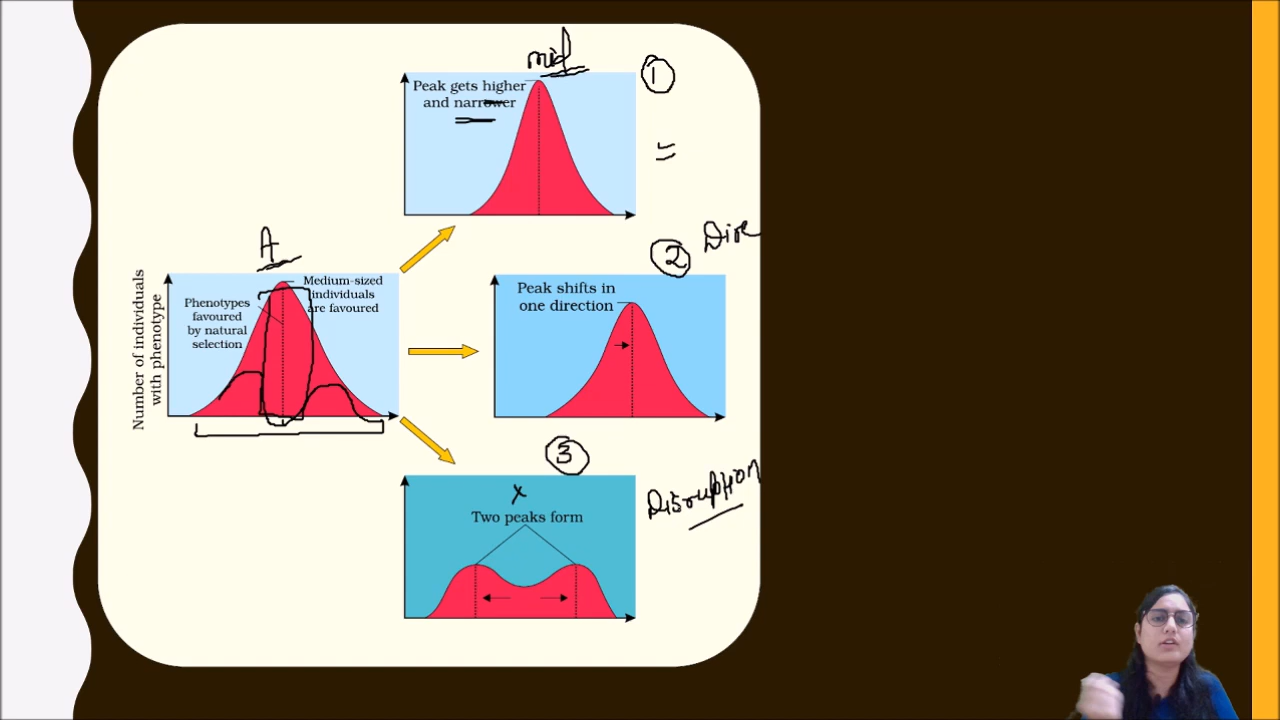 mid
Peak gets higher
and narrower
1
=
A
Number of individuals
with phenotype
Phenotypes
favoured
by natural
selection
Medium-sized
individuals
are favoured
2
Dire
Peak shifts in
one direction
3
Disruption
x
Two peaks form